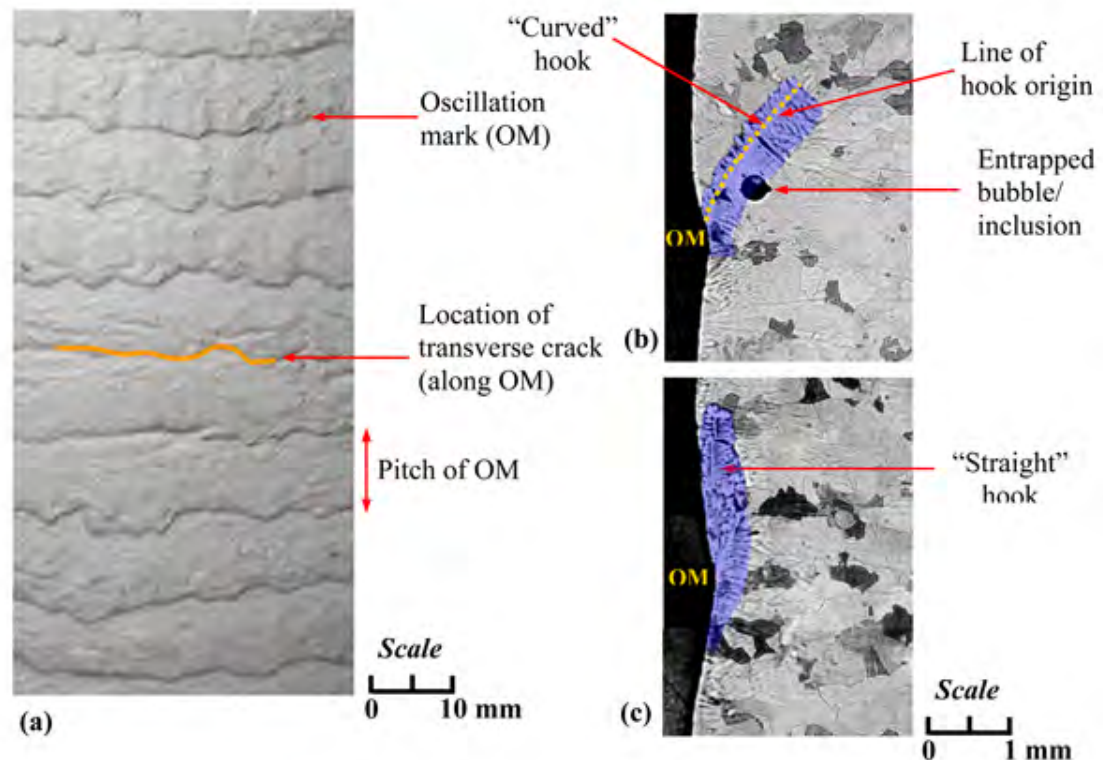 Oscillation
mark (OM)
Location of
transverse crack
(along OM)
Pitch of OM
Scale
0 10 mm
(a)
“Curved”
hook
Line of
hook origin
Entrapped
bubble/
inclusion
OM
(b)
“Straight”
hook
OM
(c)
Scale
0 1 mm